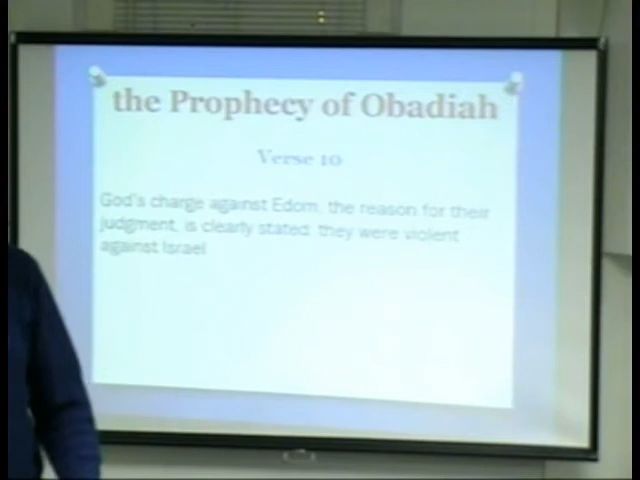 the Prophecy of Obadiah
Verse 10
God's charge against Edom, the reason for their
judgment, is clearly stated: they were violent
against Israel